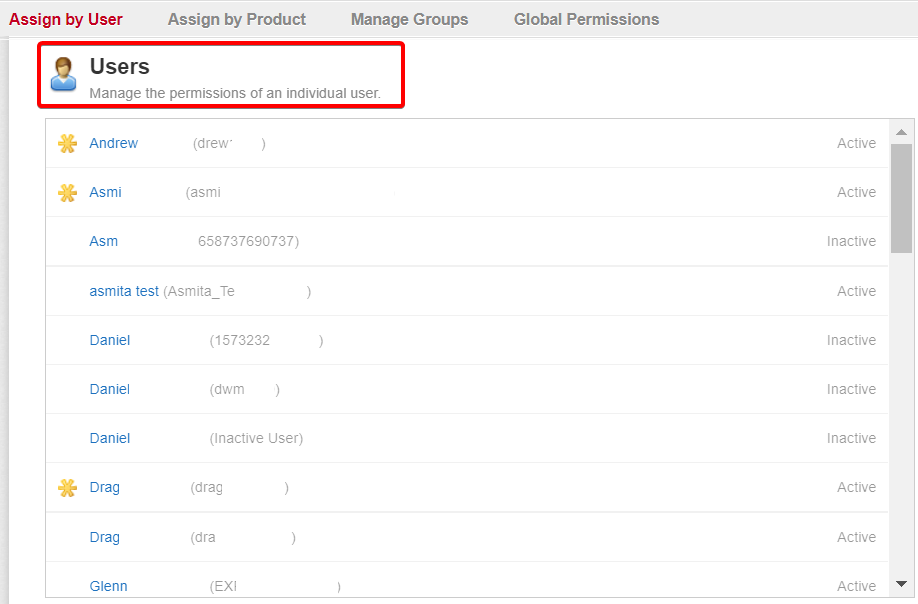 Assign by User Assign by Product Manage Groups Global Permissions
Users
Manage the permissions of an individual user.
Andrew (drew )  Active
Asmi (asmi Active
Asm 658737690737) Inactive
asmita test (Asmita_Te ) Active
Daniel (1573232 ) Inactive
Daniel (dwm ) Inactive
Daniel (Inactive User) Inactive
Drag (drag ) Active
Drag (dra ) Active
Glenn (EXI ) Active